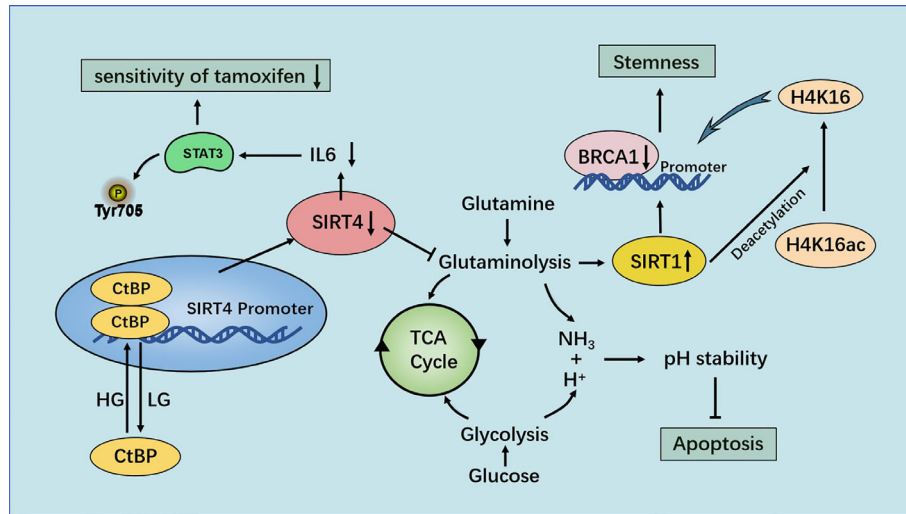 sensitivity of tamoxifen
Stemness
H4K16
STAT3
IL6
BRCA1
Promoter
P
Tyr705
SIRT4
Glutamine
Deacetylation
H4K16ac
Glutaminolysis
SIRT1
CtBP
CtBP
SIRT4 Promoter
TCA
Cycle
NH₃
+
H⁺
pH stability
HG
LG
CtBP
Glycolysis
Glucose
Apoptosis